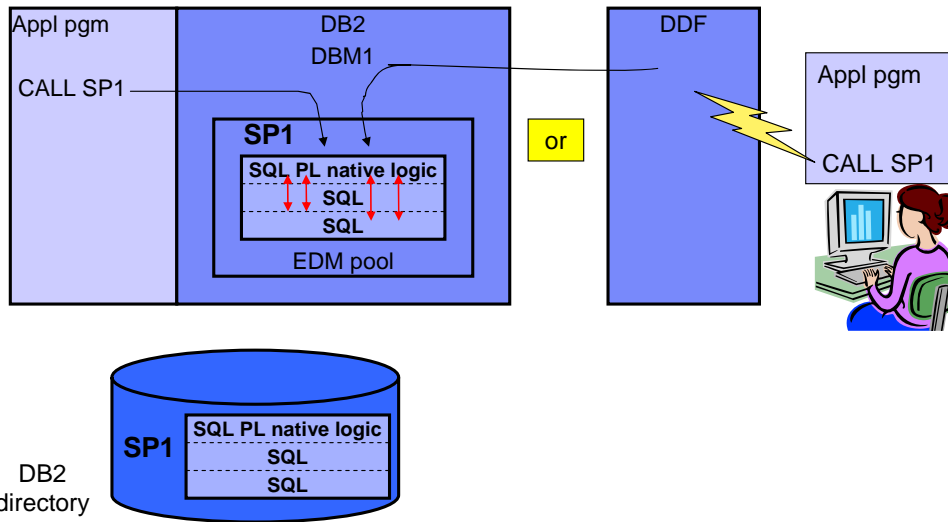 Appl pgm
DB2
DBM1
DDF
CALL SP1
Appl pgm
SP1
or
SQL PL native logic
SQL
SQL
CALL SP1
EDM pool
SP1
SQL PL native logic
SQL
SQL
DB2
directory